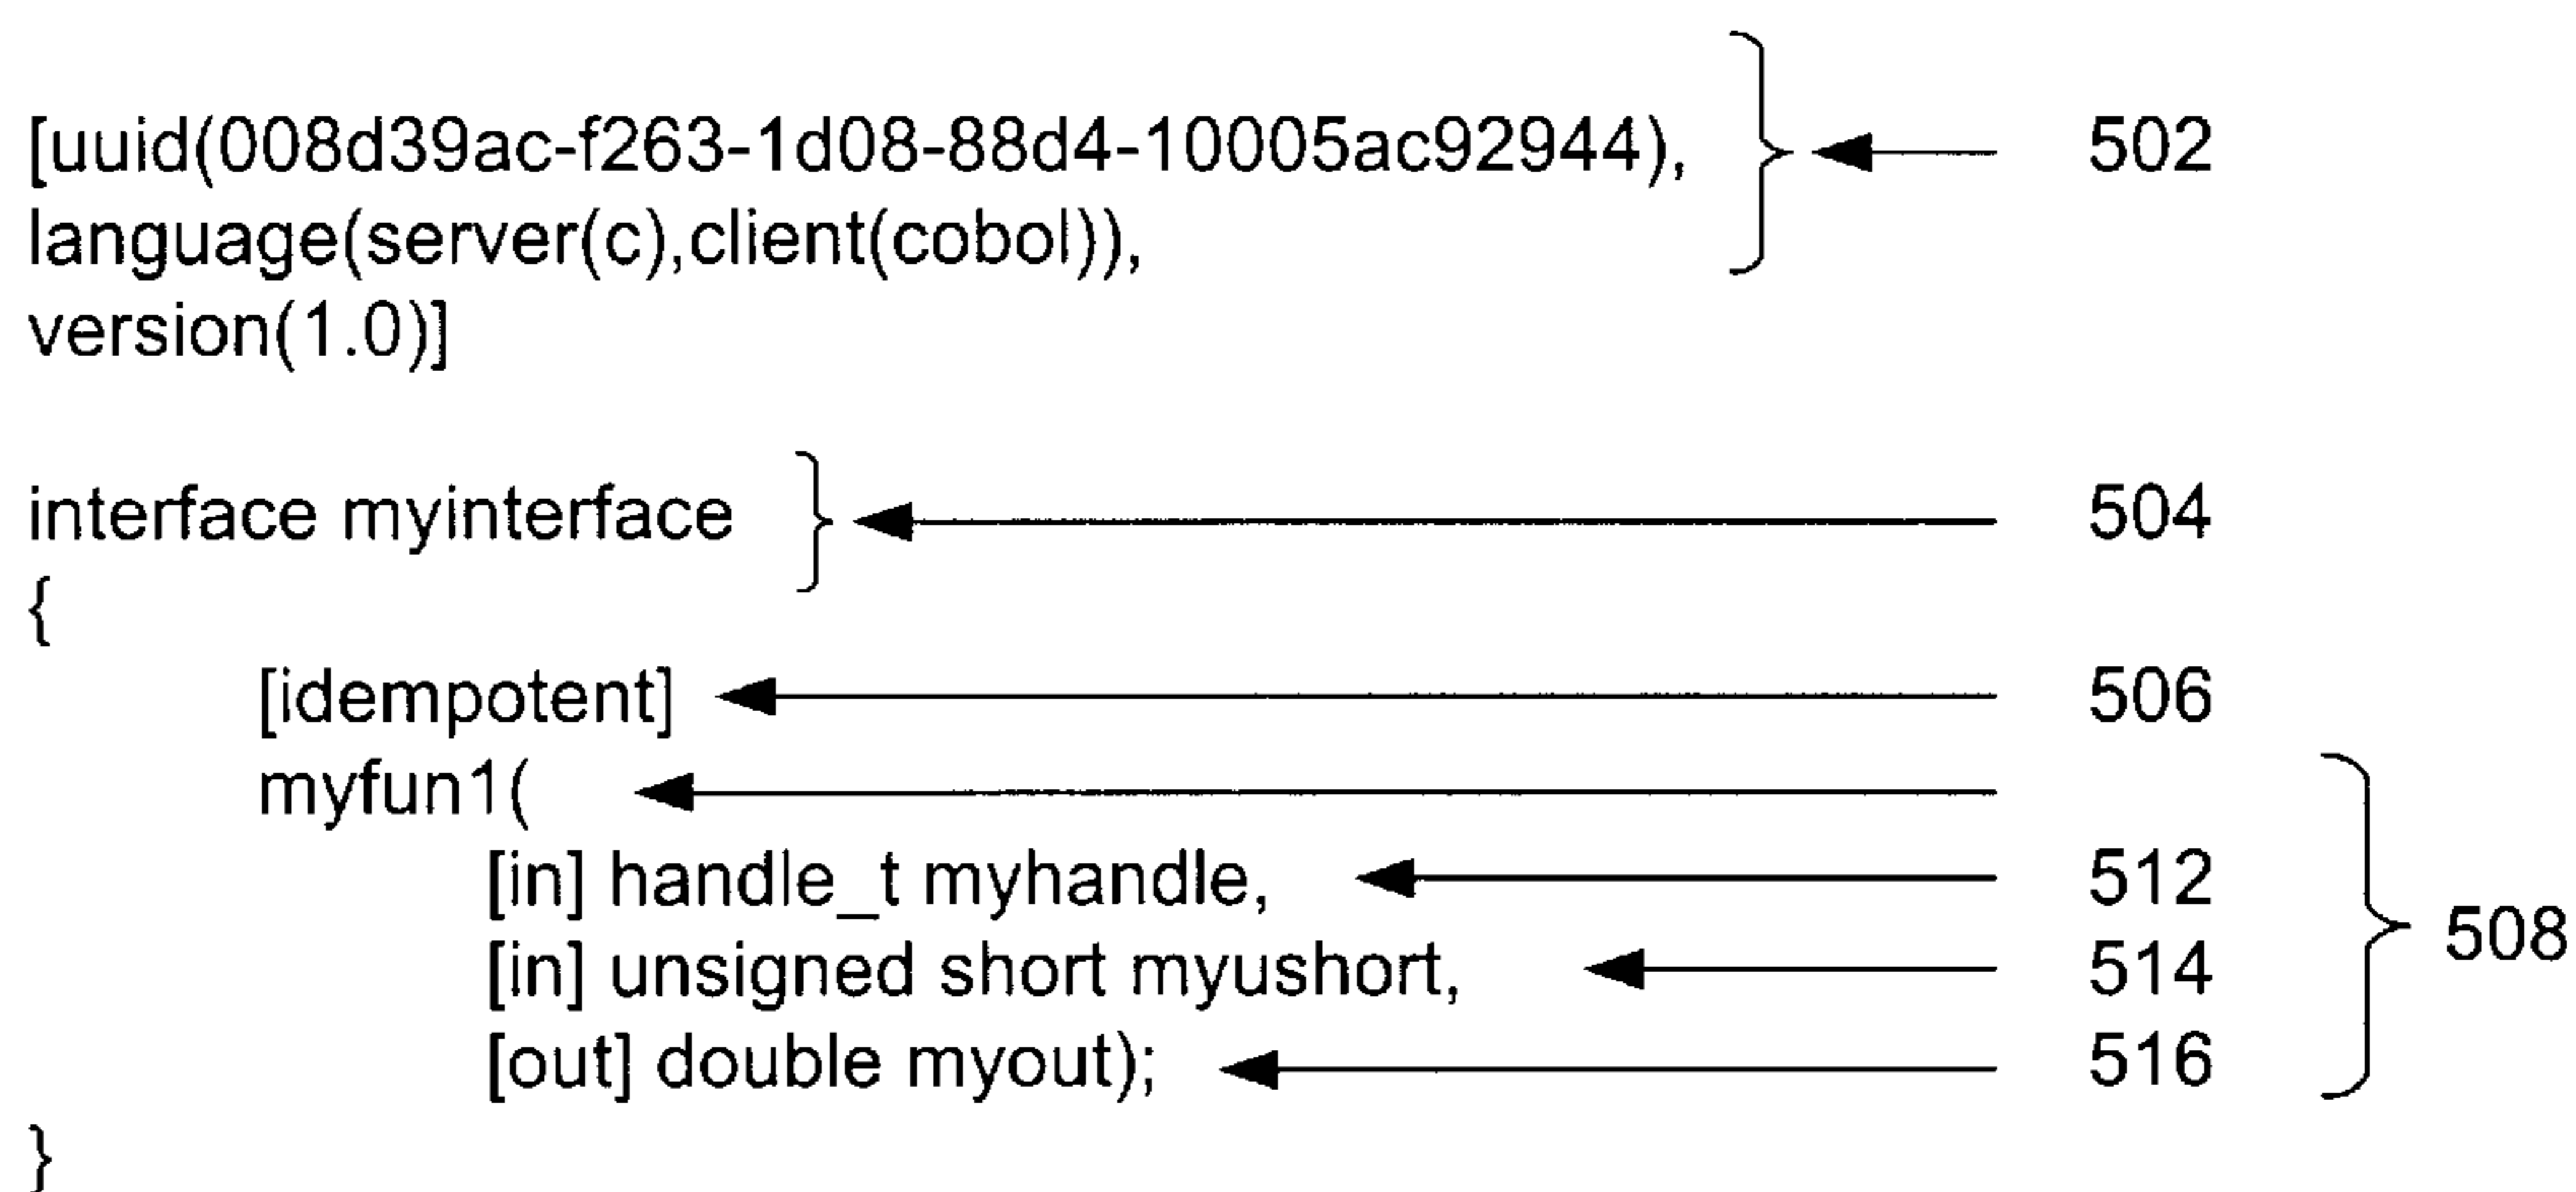 [uuid(008d39ac-f263-1d08-88d4-10005ac92944), 502
language(server(c),client(cobol)),
version(1.0)]
interface myinterface 504
{
[idempotent] 506
myfun1(
[in] handle_t myhandle, 512
[in] unsigned short myushort, 514
508
[out] double myout); 516
}